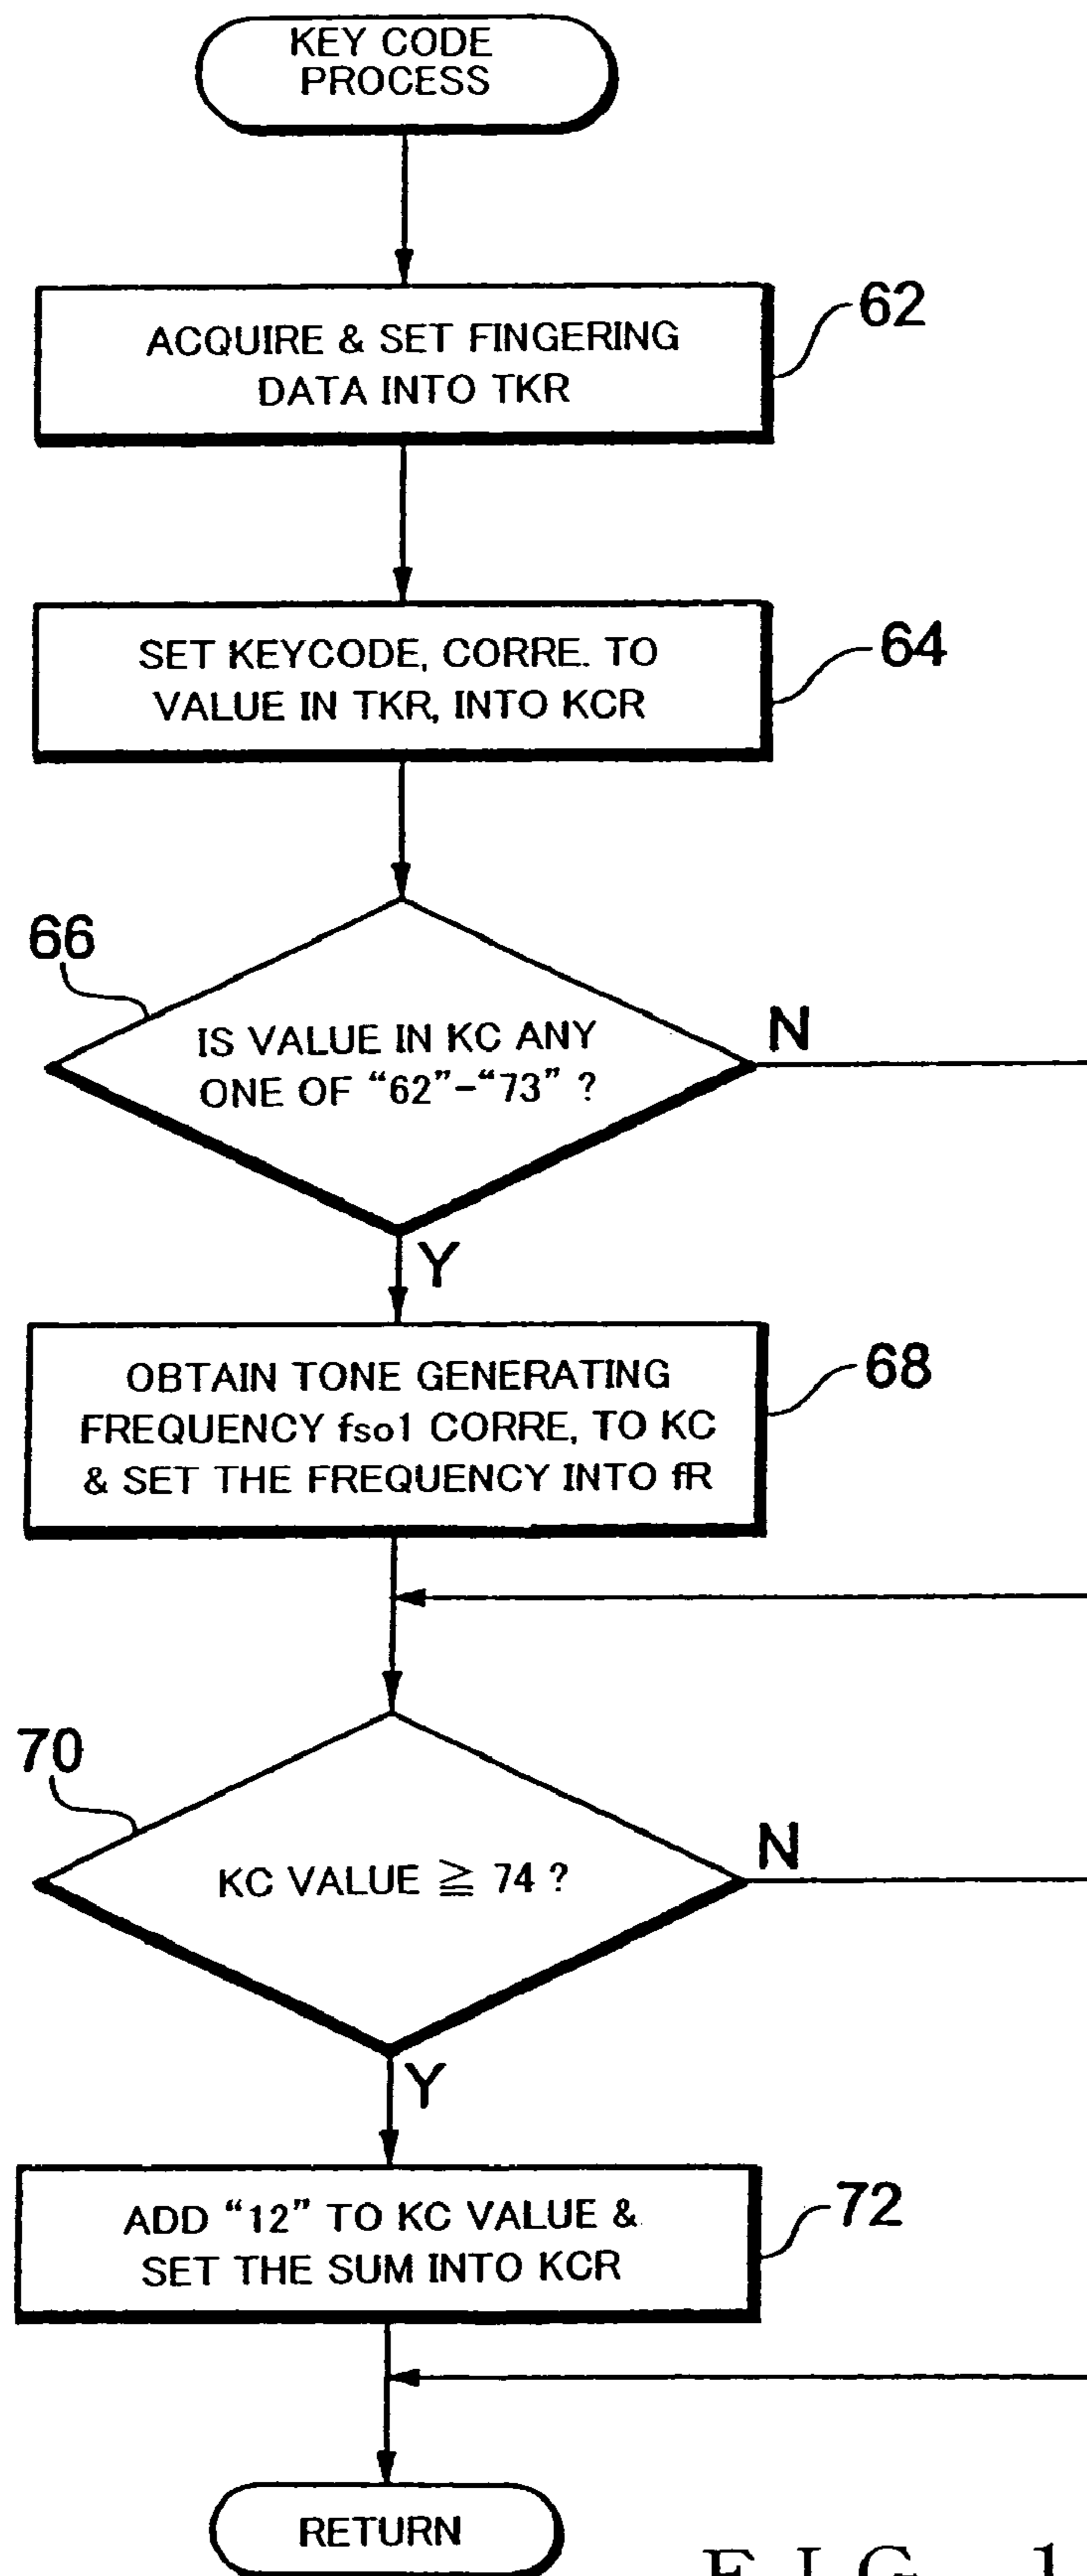 KEY CODE
PROCESS
62
ACQUIRE & SET FINGERING
DATA INTO TKR
64
SET KEYCODE, CORRE. TO
VALUE IN TKR, INTO KCR
66
IS VALUE IN KC ANY
ONE OF “62”-“73” ?
N
Y
68
OBTAIN TONE GENERATING
FREQUENCY fso1 CORRE, TO KC
& SET THE FREQUENCY INTO fR
70
KC VALUE ≧ 74 ?
N
Y
72
ADD “12” TO KC VALUE &
SET THE SUM INTO KCR
RETURN
FIG. 1